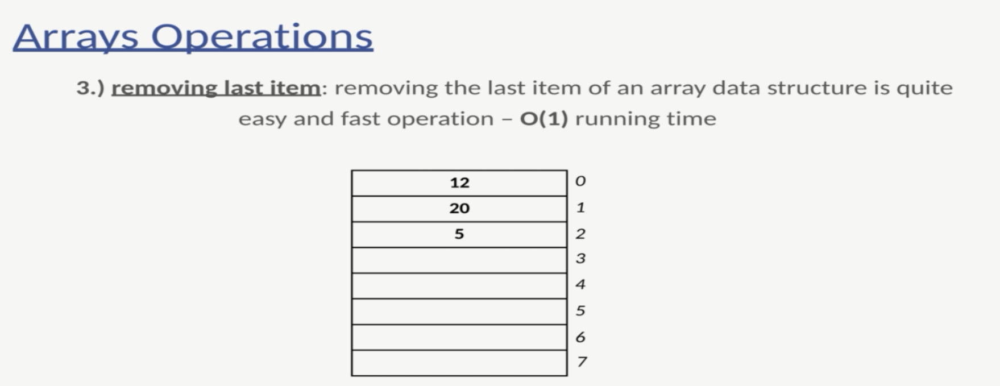 Arrays Operations
3.) removing last item: removing the last item of an array data structure is quite
easy and fast operation – O(1) running time
12 0
20 1
5 2
3
4
5
6
7